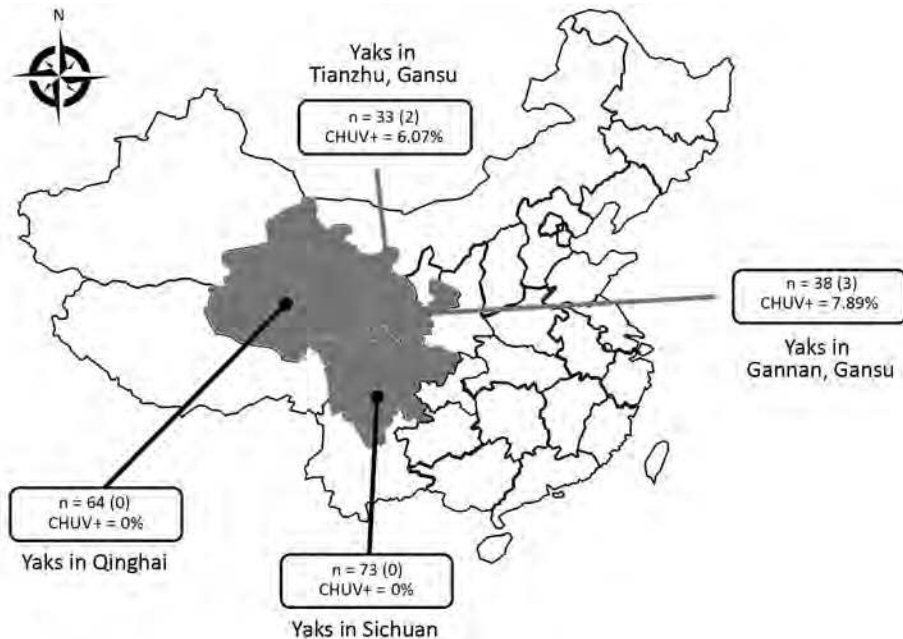 N
Yaks in
Tianzhu, Gansu
n = 33 (2)
CHUV+ = 6.07%
n = 38 (3)
CHUV+ = 7.89%
Yaks in
Gannan, Gansu
n = 64 (0)
CHUV+ = 0%
Yaks in Qinghai
n = 73 (0)
CHUV+ = 0%
Yaks in Sichuan